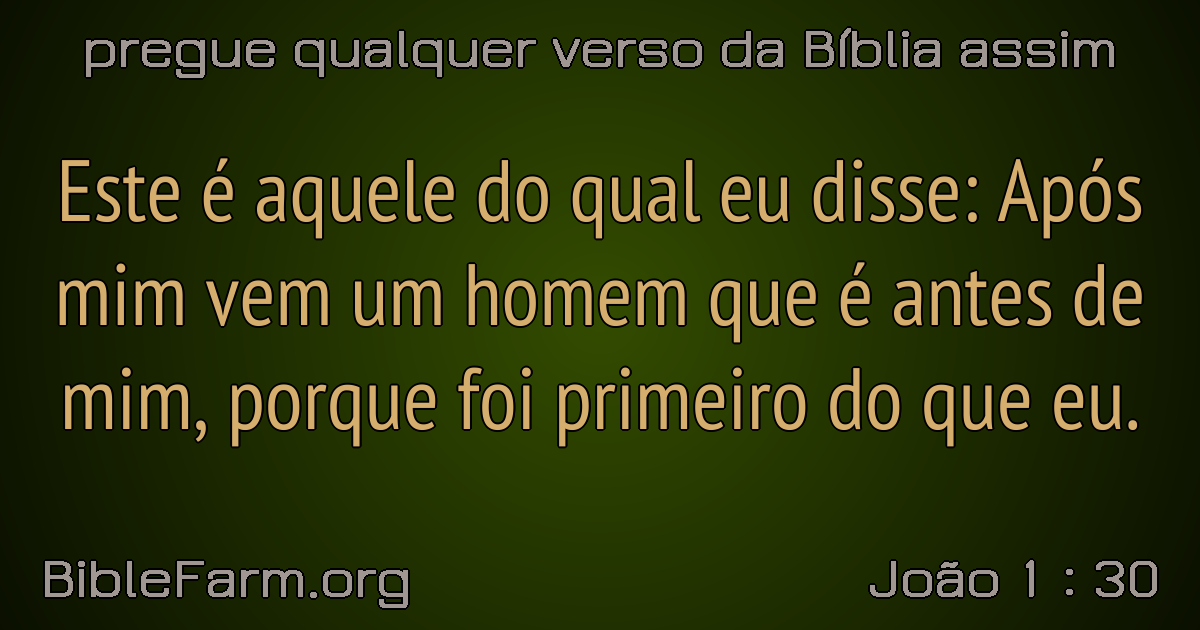 pregue qualquer verso da Bíblia assim
Este é aquele do qual eu disse: Após
mim vem um homem que é antes de
mim, porque foi primeiro do que eu.
BibleFarm.org
João 1 : 30